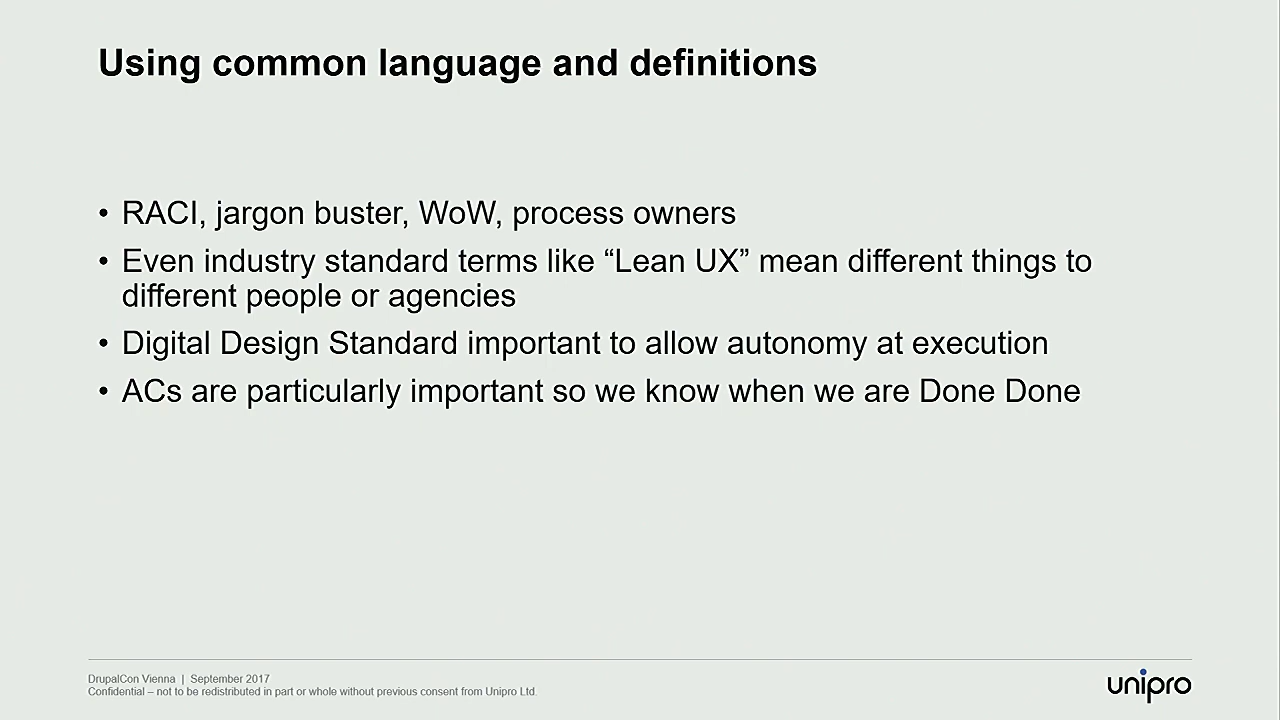 Using common language and definitions
• RACI, jargon buster, WoW, process owners
• Even industry standard terms like “Lean UX” mean different things to
different people or agencies
• Digital Design Standard important to allow autonomy at execution
• ACs are particularly important so we know when we are Done Done
DrupalCon Vienna | September 2017
Confidential – not to be redistributed in part or whole without previous consent from Unipro Ltd.
unipro